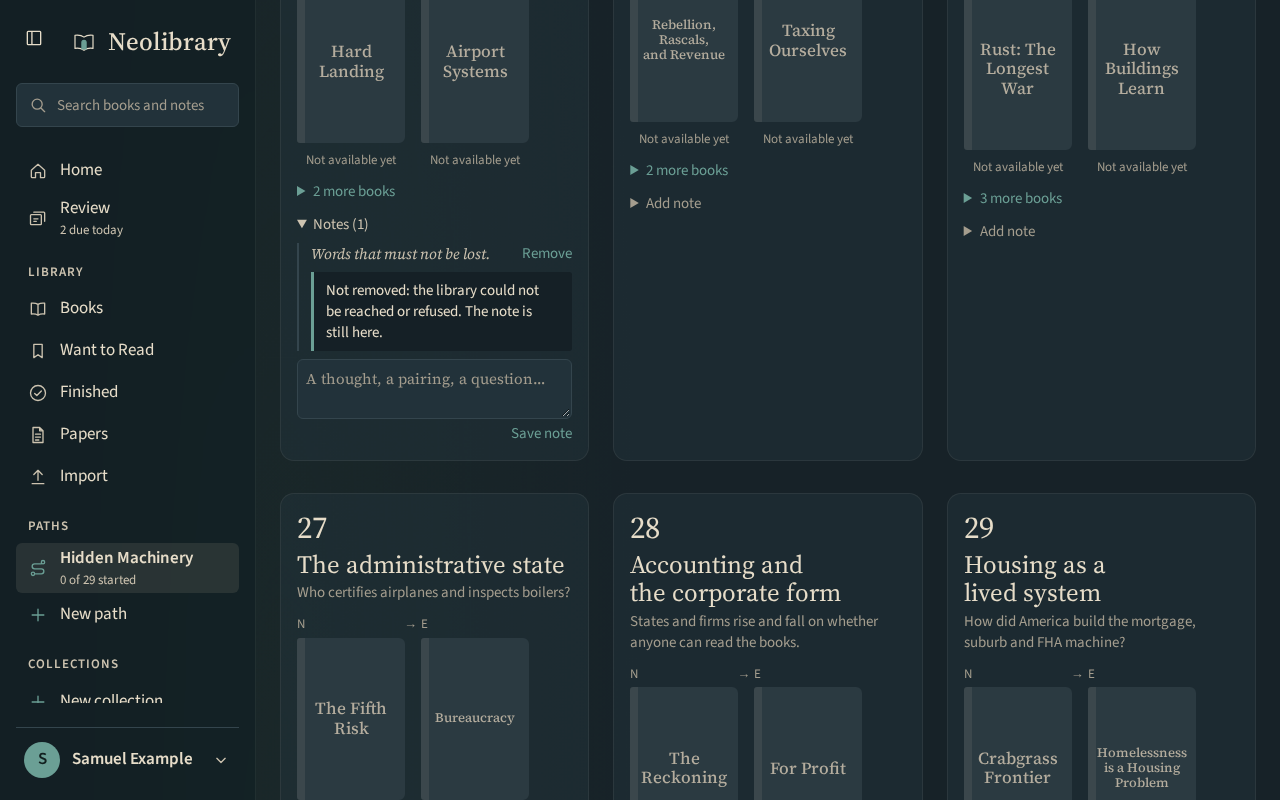 Neolibrary
Search books and notes
Home
Review
2 due today
LIBRARY
Books
Want to Read
Finished
Papers
Import
PATHS
Hidden Machinery
0 of 29 started
New path
COLLECTIONS
New collection
S
Samuel Example
Hard
Landing
Airport
Systems
Not available yet
Not available yet
2 more books
Notes (1)
Words that must not be lost.
Remove
Not removed: the library could not
be reached or refused. The note is
still here.
A thought, a pairing, a question...
Save note
Rebellion,
Rascals,
and Revenue
Taxing
Ourselves
Not available yet
Not available yet
2 more books
Add note
Rust: The
Longest
War
How
Buildings
Learn
Not available yet
Not available yet
3 more books
Add note
27
The administrative state
Who certifies airplanes and inspects boilers?
N → E
The Fifth
Risk
Bureaucracy
28
Accounting and
the corporate form
States and firms rise and fall on whether
anyone can read the books.
N → E
The
Reckoning
For Profit
29
Housing as a
lived system
How did America build the mortgage,
suburb and FHA machine?
N → E
Crabgrass
Frontier
Homelessness
is a Housing
Problem